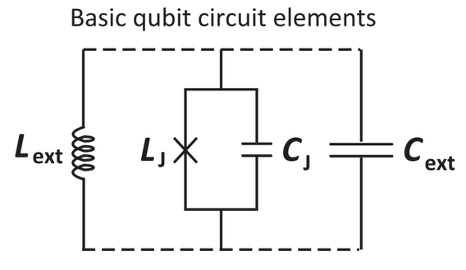 Basic qubit circuit elements
Lext
LJ
CJ
Cext